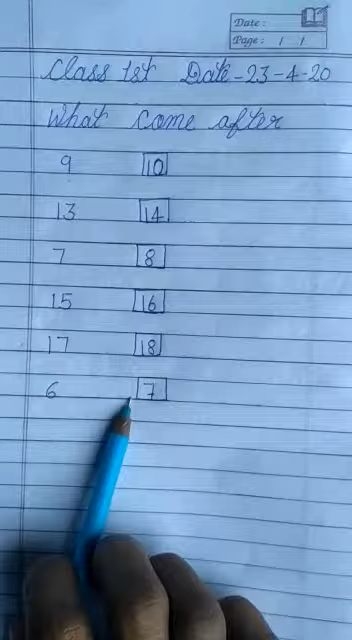 Date:
Page: / /
Class 1st Date-23-4-20
What come after
9 10
13 14
7 8
15 16
17 18
6 7